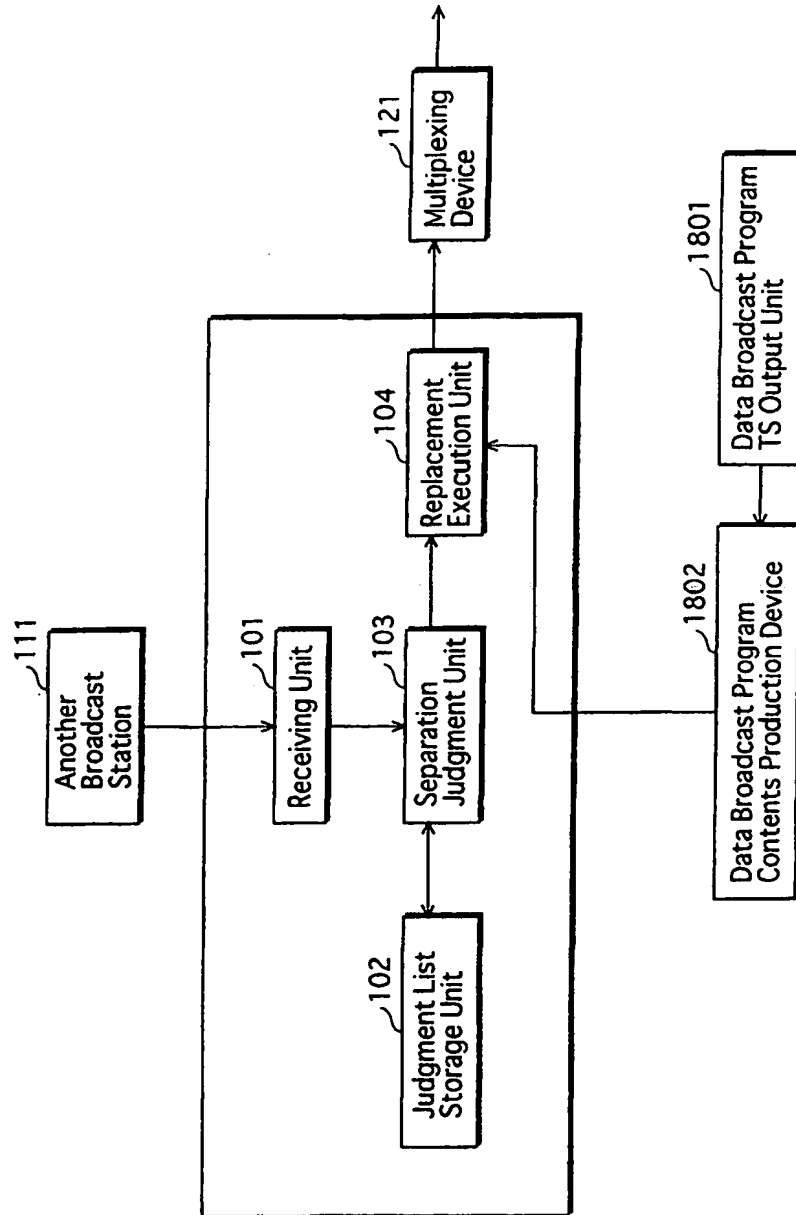 111
Another
Broadcast
Station
101
Receiving Unit
102
Judgment List
Storage Unit
103
Separation
Judgment Unit
104
Replacement
Execution Unit
121
Multiplexing
Device
1802
Data Broadcast Program
Contents Production Device
1801
Data Broadcast Program
TS Output Unit